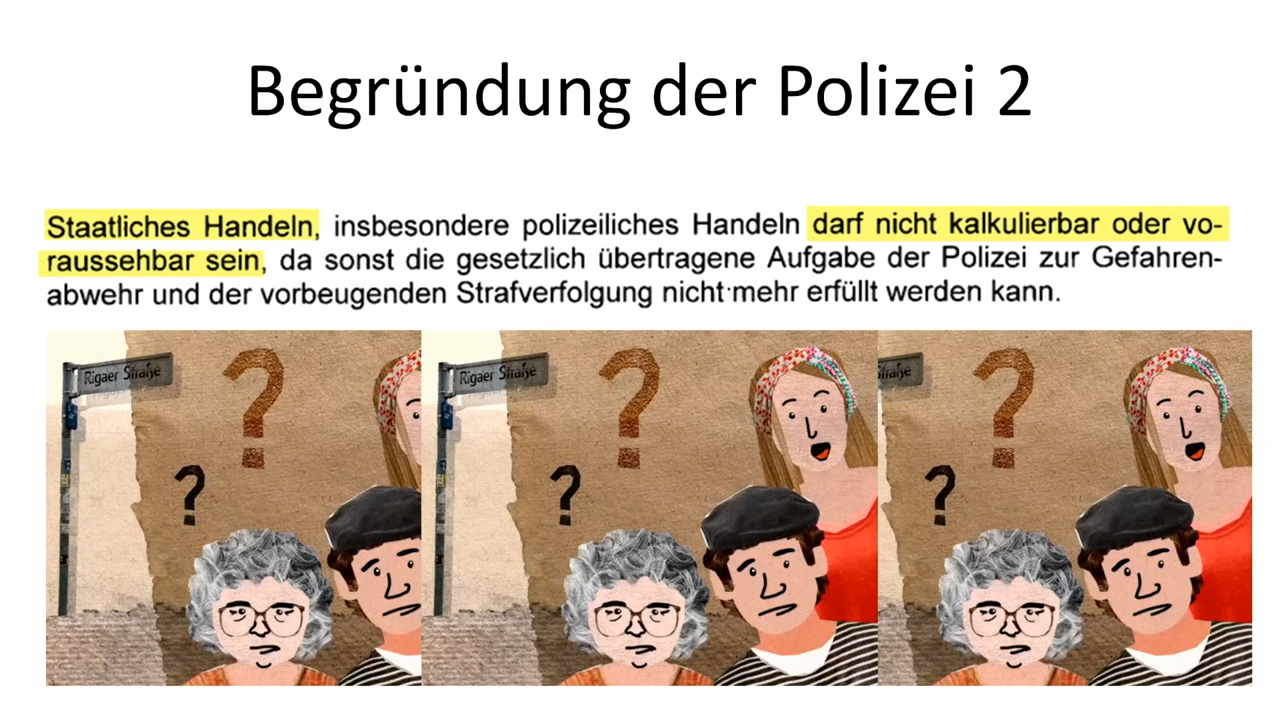 Begründung der Polizei 2
Staatliches Handeln, insbesondere polizeiliches Handeln darf nicht kalkulierbar oder vo-
raussehbar sein, da sonst die gesetzlich übertragene Aufgabe der Polizei zur Gefahren-
abwehr und der vorbeugenden Strafverfolgung nicht mehr erfüllt werden kann.
Rigaer Straße
?
?
Rigaer Straße
?
?
Straße
?
?